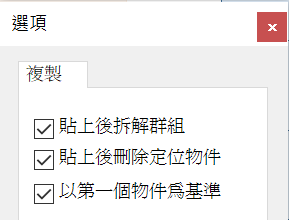 選項
複製
貼上後拆解群組
貼上後刪除定位物件
以第一個物件為基準